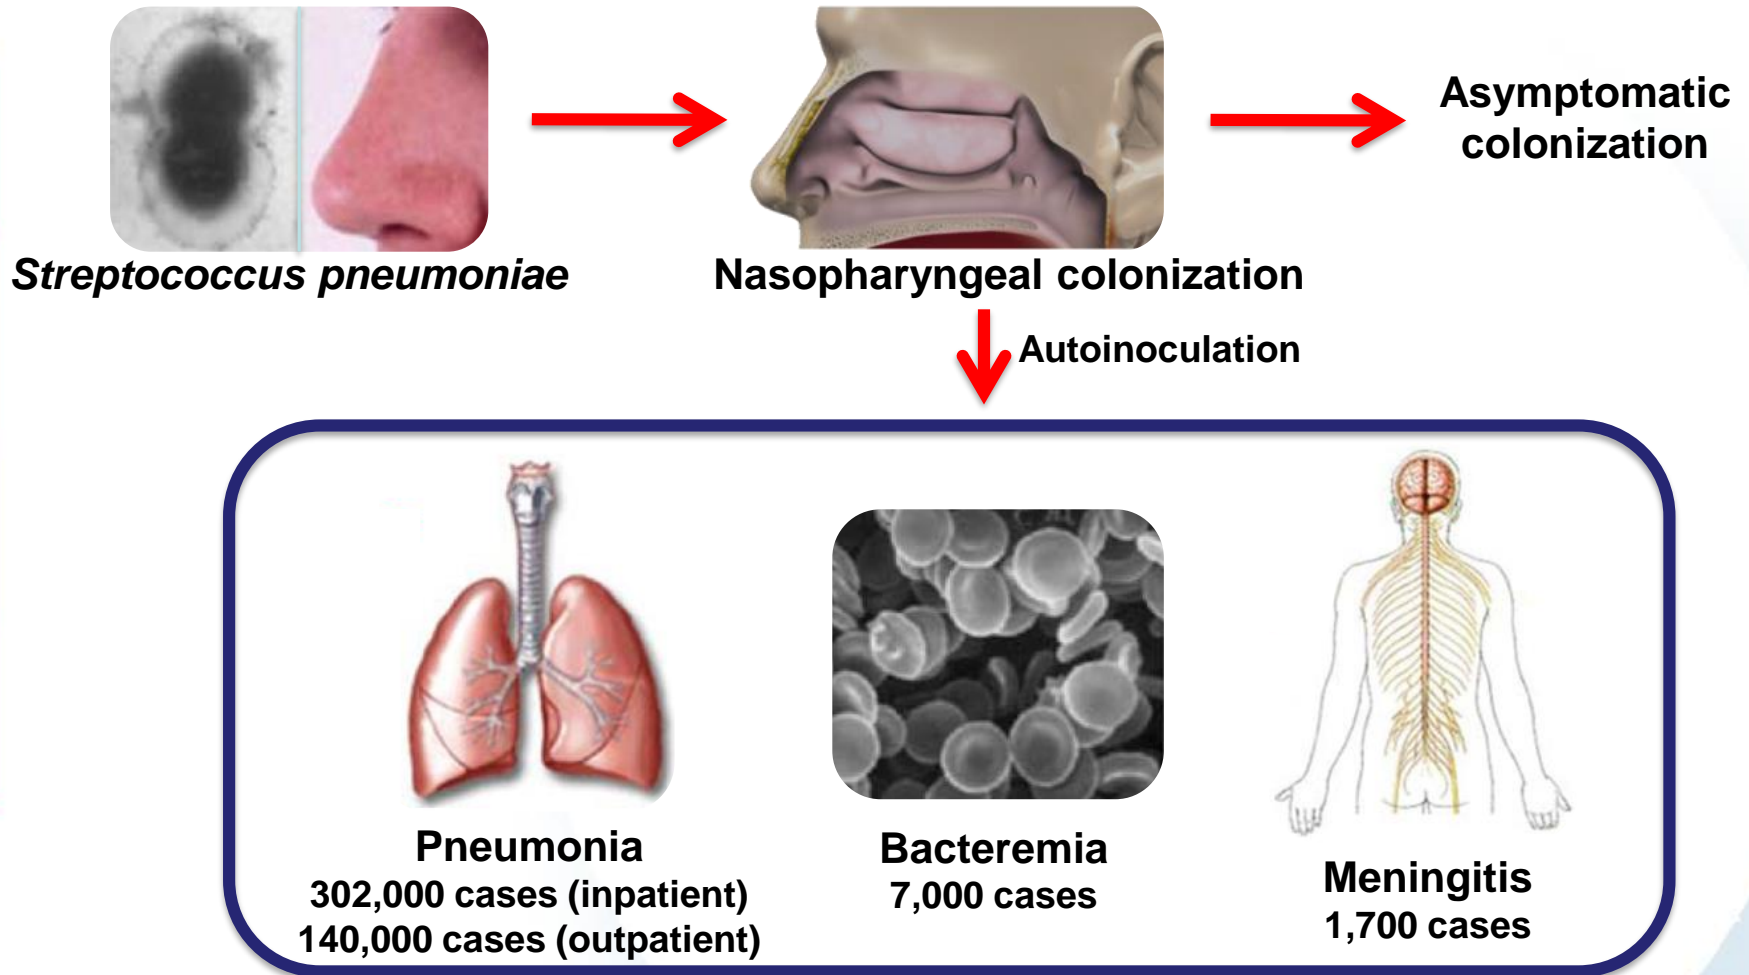 Asymptomatic
colonization
Streptococcus pneumoniae
Nasopharyngeal colonization
Autoinoculation
Pneumonia
302,000 cases (inpatient)
140,000 cases (outpatient)
Bacteremia
7,000 cases
Meningitis
1,700 cases